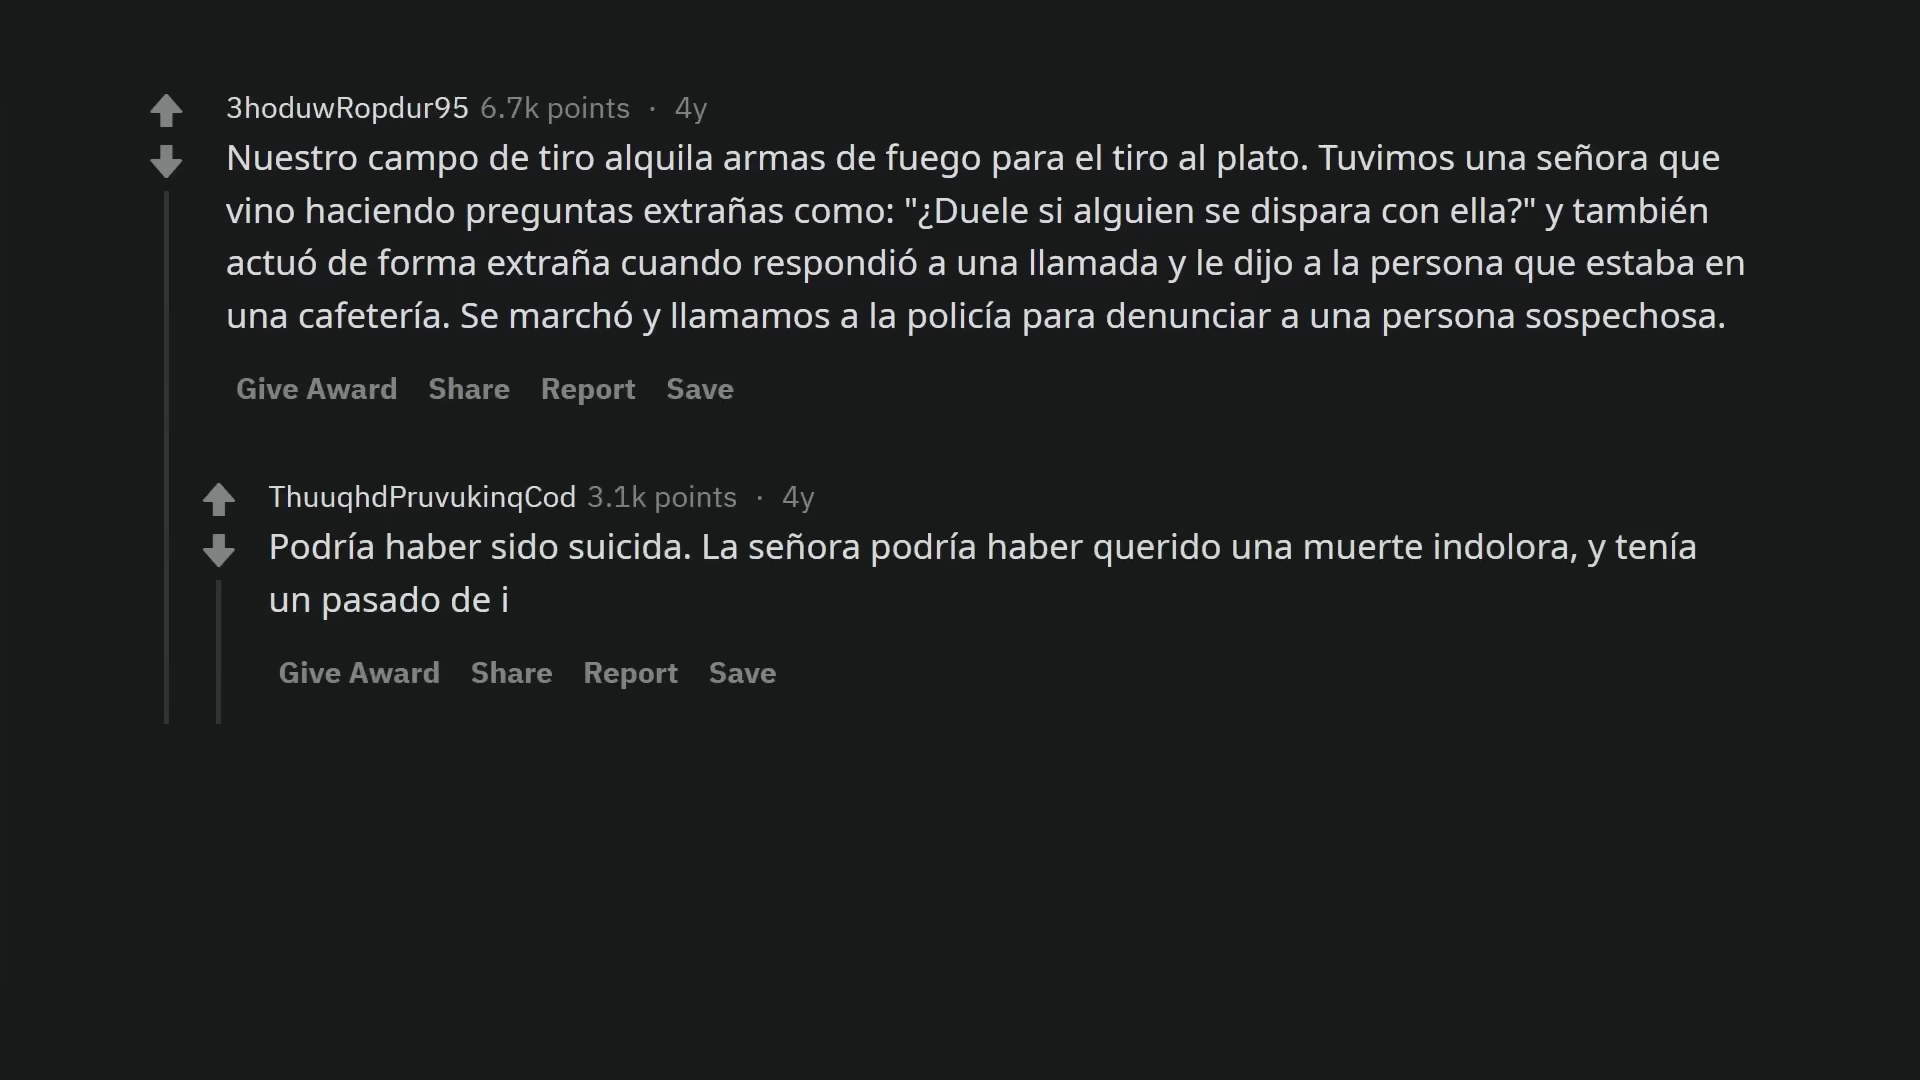 3hoduwRopdur95 6.7k points · 4y
Nuestro campo de tiro alquila armas de fuego para el tiro al plato. Tuvimos una señora que
vino haciendo preguntas extrañas como: "¿Duele si alguien se dispara con ella?" y también
actuó de forma extraña cuando respondió a una llamada y le dijo a la persona que estaba en
una cafetería. Se marchó y llamamos a la policía para denunciar a una persona sospechosa.
Give Award Share Report Save
ThuuqhdPruvukinqCod 3.1k points · 4y
Podría haber sido suicida. La señora podría haber querido una muerte indolora, y tenía
un pasado de i
Give Award Share Report Save